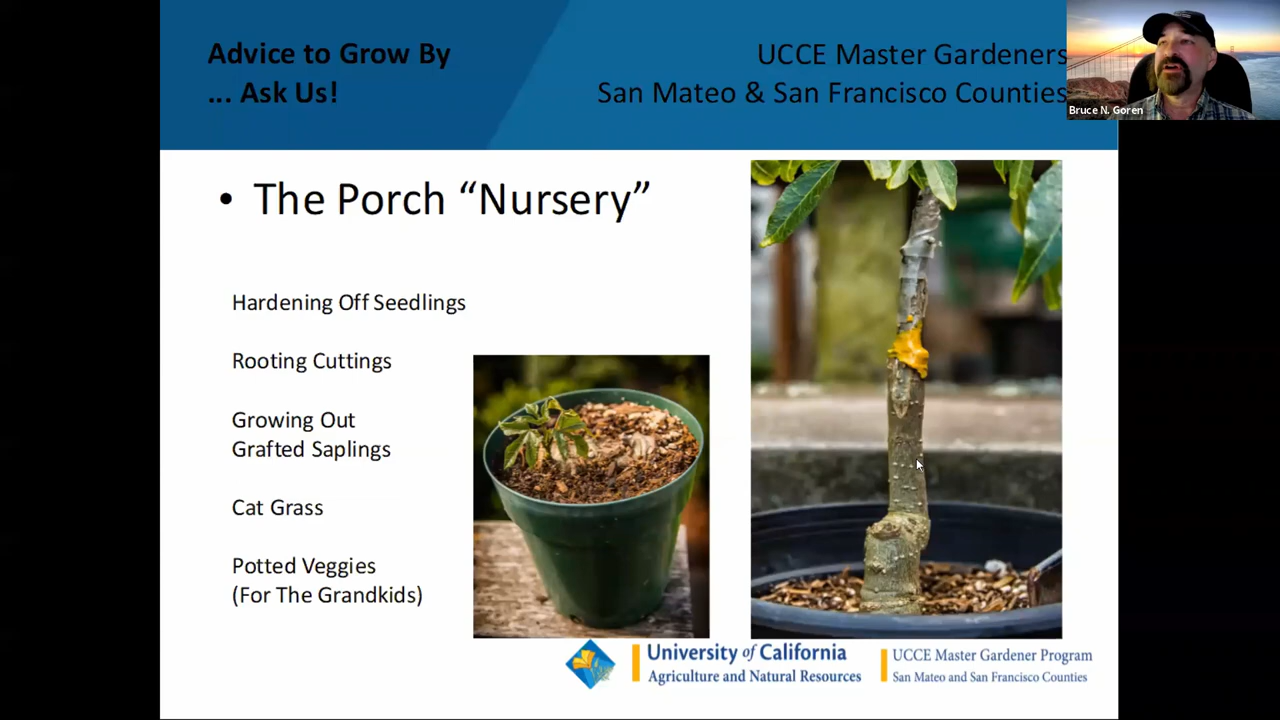 Advice to Grow By
... Ask Us!
UCCE Master Gardeners
San Mateo & San Francisco Counties
Bruce N. Goren
• The Porch “Nursery”
Hardening Off Seedlings
Rooting Cuttings
Growing Out
Grafted Saplings
Cat Grass
Potted Veggies
(For The Grandkids)
University of California
Agriculture and Natural Resources
UCCE Master Gardener Program
San Mateo and San Francisco Counties